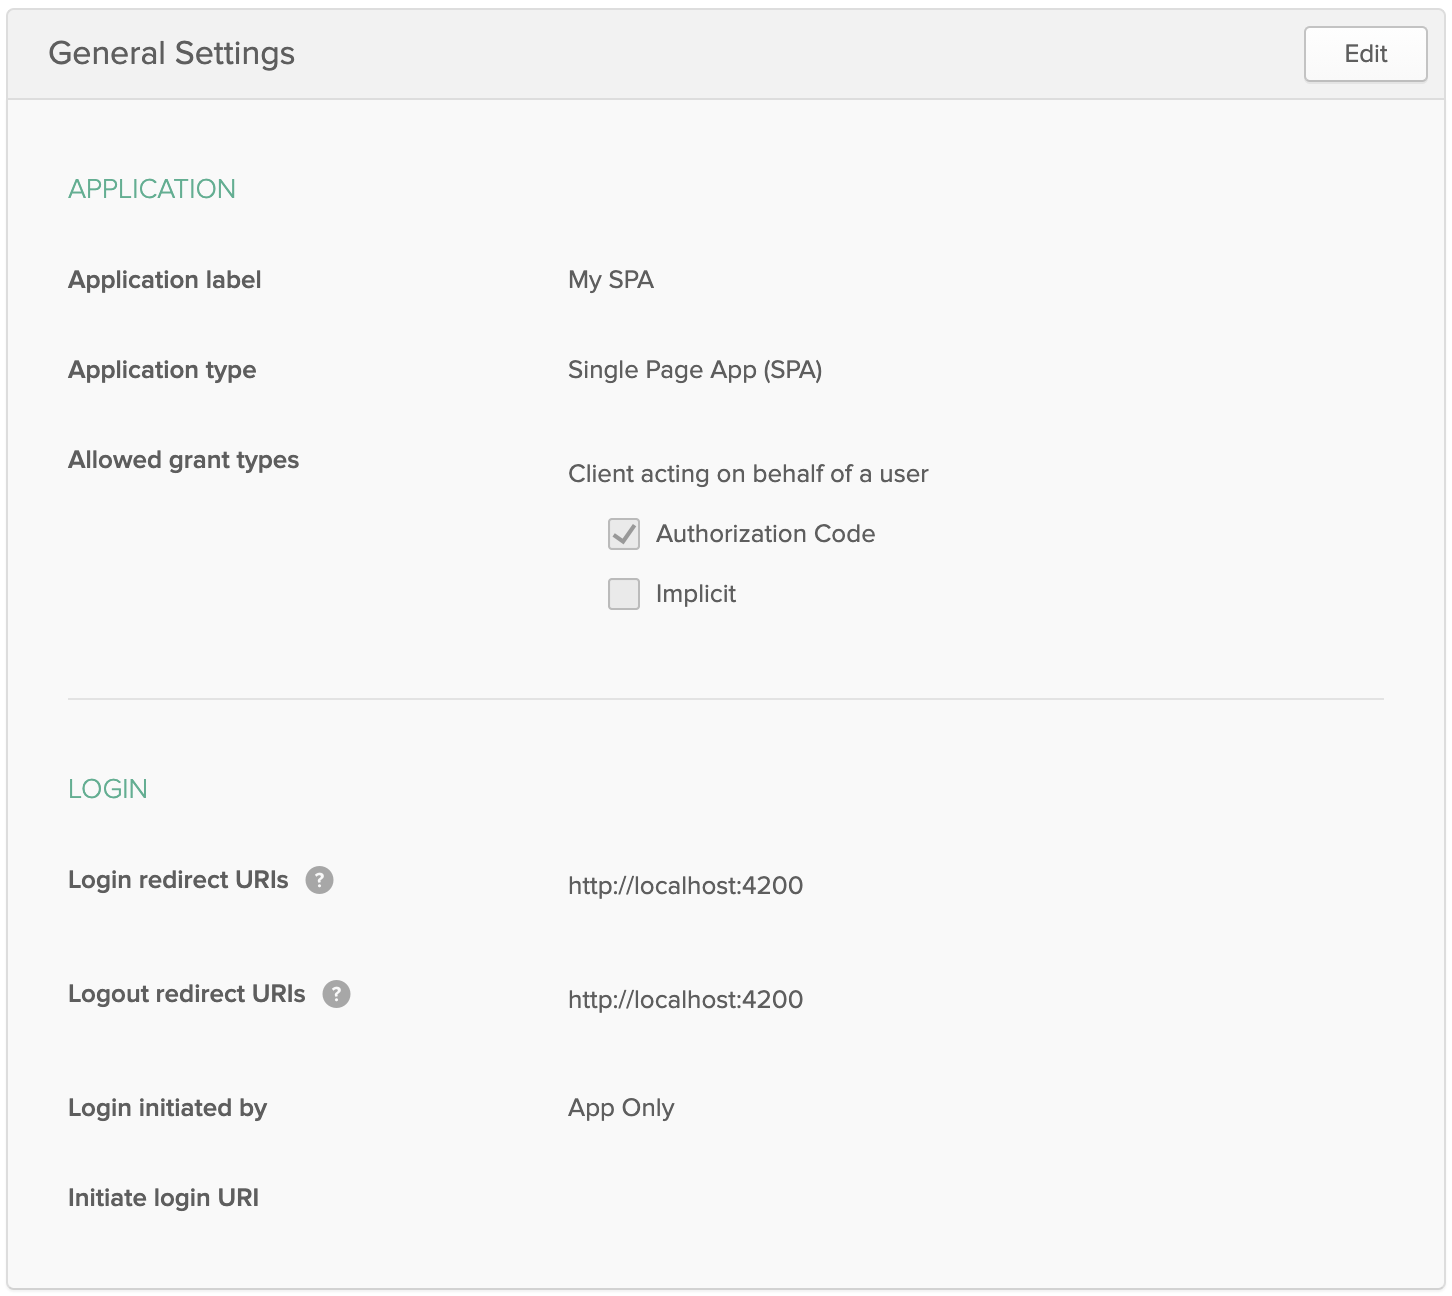 General Settings
Edit
APPLICATION
Application label
My SPA
Application type
Single Page App (SPA)
Allowed grant types
Client acting on behalf of a user
Authorization Code
Implicit
LOGIN
Login redirect URIs ?
http://localhost:4200
Logout redirect URIs ?
http://localhost:4200
Login initiated by
App Only
Initiate login URI